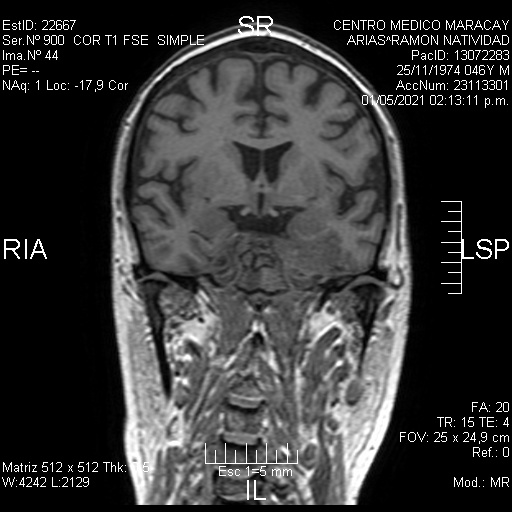 EstID: 22667
Ser.Nº 900 COR T1 FSE SIMPLE
Ima.Nº 44
PE= --
NAq: 1 Loc: -17,9 Cor
SR
CENTRO MEDICO MARACAY
ARIAS^RAMON NATIVIDAD
PacID: 13072283
25/11/1974 046Y M
AccNum: 23113301
01/05/2021 02:13:11 p.m.
RIA
LSP
FA: 20
TR: 15 TE: 4
FOV: 25 x 24,9 cm
Ref.: 0
Matriz 512 x 512 Thk:
W:4242 L:2129
Esc 1=5 mm
IL
Mod.: MR